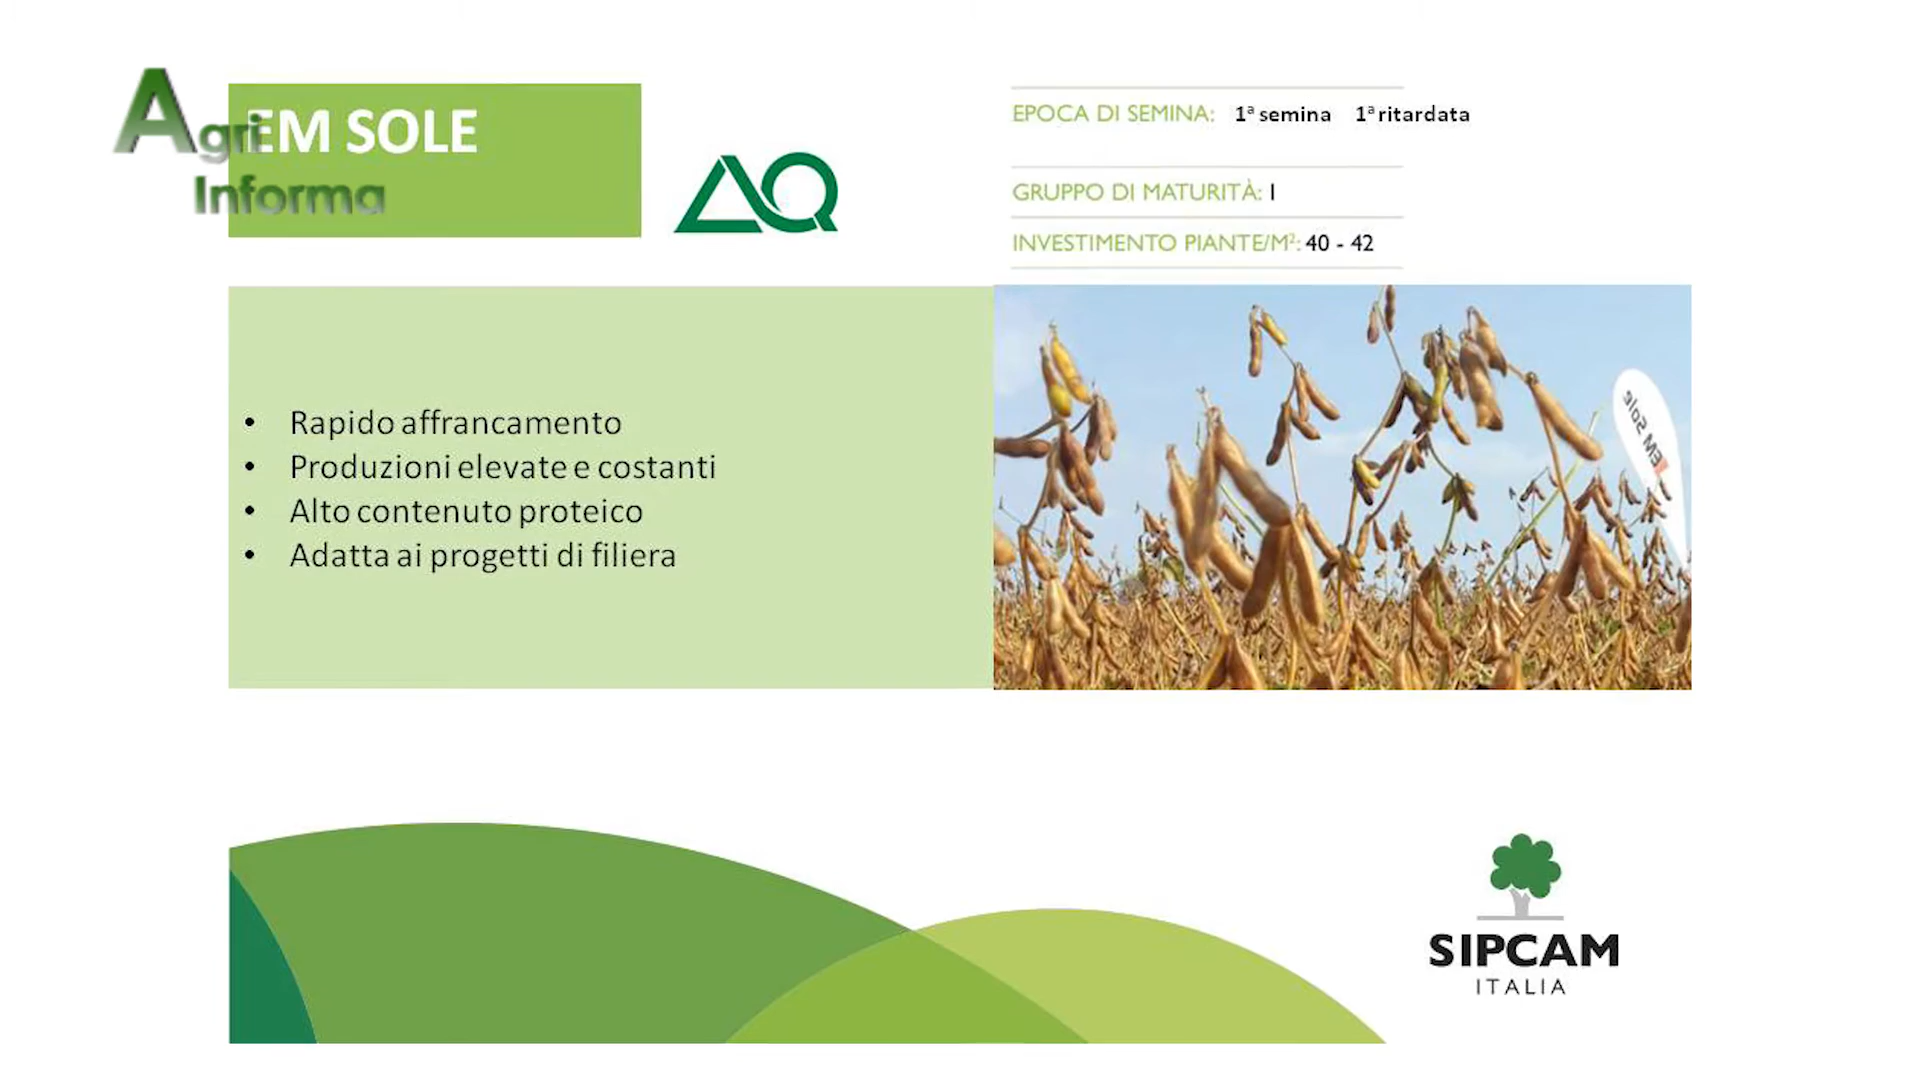 Agri
Informa
EM SOLE
AQ
EPOCA DI SEMINA: 1ª semina 1ª ritardata
GRUPPO DI MATURITÀ: I
INVESTIMENTO PIANTE/M²: 40 - 42
• Rapido affrancamento
• Produzioni elevate e costanti
• Alto contenuto proteico
• Adatta ai progetti di filiera
EM Sole
SIPCAM
ITALIA